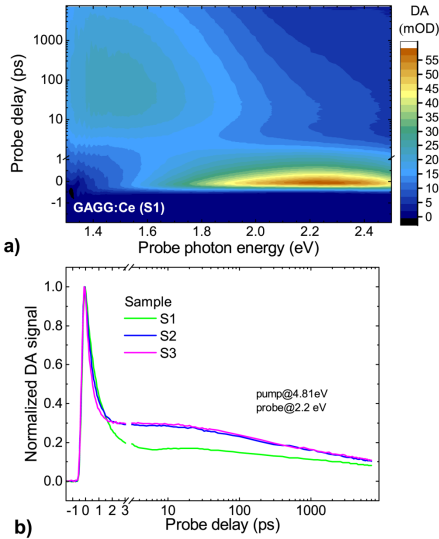 DA
(mOD)
1000
100
10
1
0
-1
Probe delay (ps)
55
50
45
40
35
30
25
20
15
10
5
0
GAGG:Ce (S1)
1.4 1.6 1.8 2.0 2.2 2.4
Probe photon energy (eV)
a)
1.0
0.8
0.6
0.4
0.2
0.0
Normalized DA signal
Sample
S1
S2
S3
pump@4.81eV
probe@2.2 eV
-1 0 1 2 3 10 100 1000
Probe delay (ps)
b)